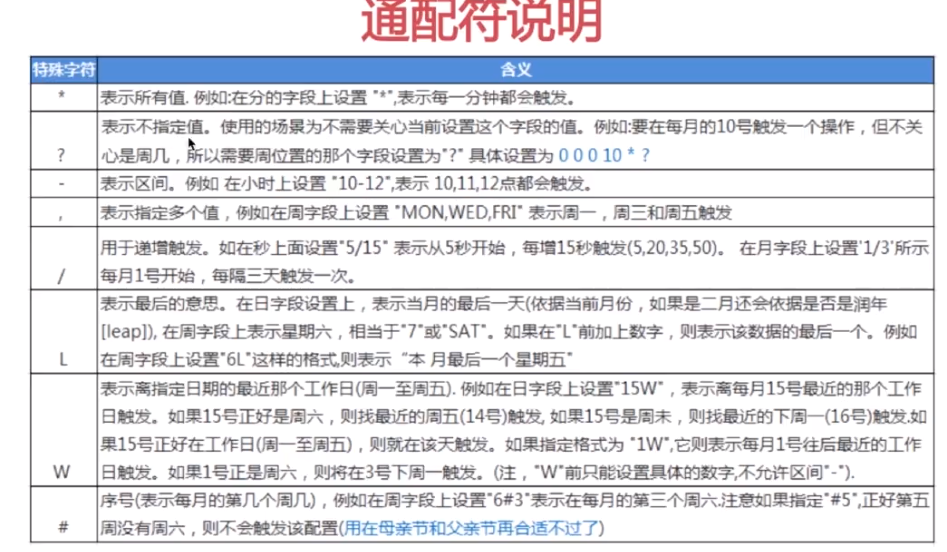 通配符说明
特殊字符 含义
* 表示所有值. 例如:在分的字段上设置 "*",表示每一分钟都会触发。
表示不指定值。使用的场景为不需要关心当前设置这个字段的值。例如:要在每月的10号触发一个操作，但不关
? 心是周几，所以需要周位置的那个字段设置为"?" 具体设置为 0 0 0 10 * ?
- 表示区间。例如 在小时上设置 "10-12",表示 10,11,12点都会触发。
, 表示指定多个值，例如在周字段上设置 "MON,WED,FRI" 表示周一，周三和周五触发
用于递增触发。如在秒上面设置"5/15" 表示从5秒开始，每增15秒触发(5,20,35,50)。 在月字段上设置'1/3'所示
/ 每月1号开始，每隔三天触发一次。
表示最后的意思。在日字段设置上，表示当月的最后一天(依据当前月份，如果是二月还会依据是否是润年
[leap]), 在周字段上表示星期六，相当于"7"或"SAT"。如果在"L"前加上数字，则表示该数据的最后一个。例如
L 在周字段上设置"6L"这样的格式,则表示“本 月最后一个星期五"
表示离指定日期的最近那个工作日(周一至周五). 例如在日字段上设置"15W"，表示离每月15号最近的那个工作
日触发。如果15号正好是周六，则找最近的周五(14号)触发, 如果15号是周未，则找最近的下周一(16号)触发.如
果15号正好在工作日(周一至周五)，则就在该天触发。如果指定格式为 "1W",它则表示每月1号往后最近的工作
W 日触发。如果1号正是周六，则将在3号下周一触发。(注，"W"前只能设置具体的数字,不允许区间"-").
序号(表示每月的第几个周几)，例如在周字段上设置"6#3"表示在每月的第三个周六.注意如果指定"#5",正好第五
# 周没有周六，则不会触发该配置(用在母亲节和父亲节再合适不过了)